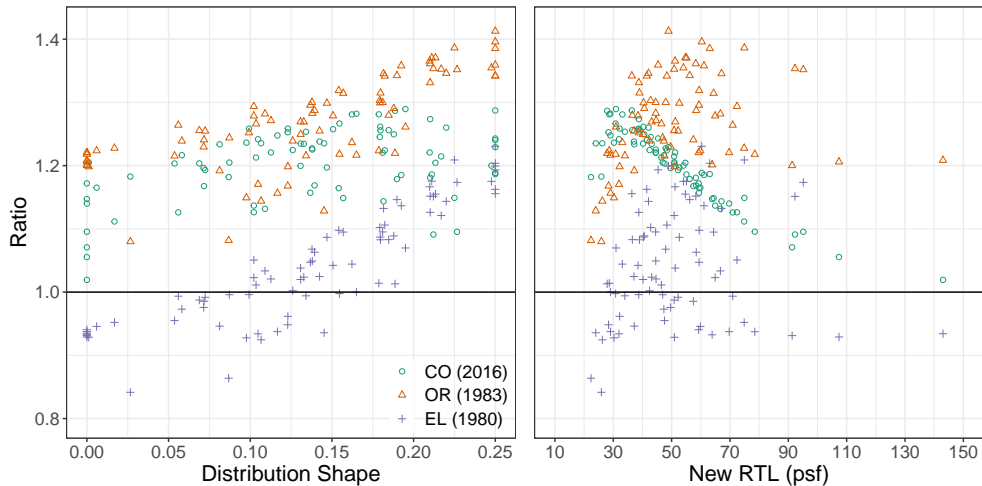 Ratio
1.4
1.2
1.0
0.8
CO (2016)
OR (1983)
EL (1980)
0.00 0.05 0.10 0.15 0.20 0.25
10 30 50 70 90 110 130 150
Distribution Shape
New RTL (psf)